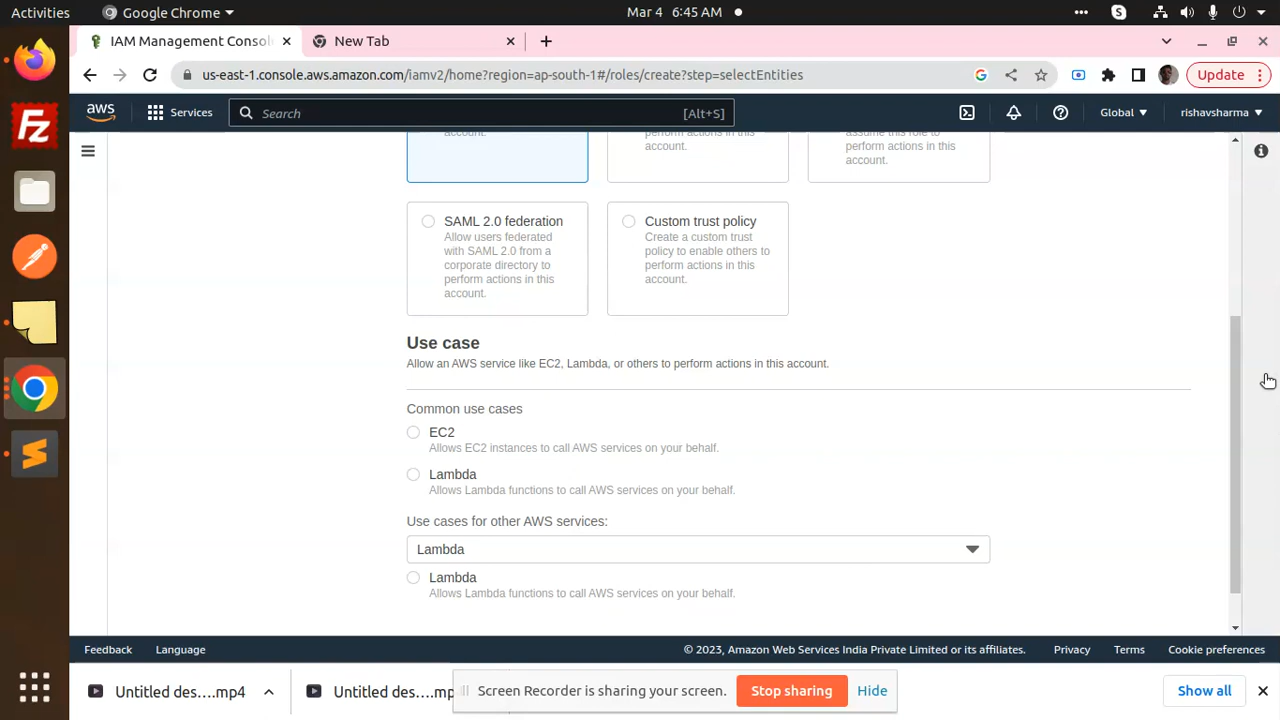 Activities
Google Chrome
Mar 4 6:45 AM
IAM Management Consol
New Tab
us-east-1.console.aws.amazon.com/iamv2/home?region=ap-south-1#/roles/create?step=selectEntities
Update
aws
Services
Search
[Alt+S]
Global
rishavsharma
account.
perform actions in this
account.
assume this role to
perform actions in this
account.
SAML 2.0 federation
Allow users federated
with SAML 2.0 from a
corporate directory to
perform actions in this
account.
Custom trust policy
Create a custom trust
policy to enable others to
perform actions in this
account.
Use case
Allow an AWS service like EC2, Lambda, or others to perform actions in this account.
Common use cases
EC2
Allows EC2 instances to call AWS services on your behalf.
Lambda
Allows Lambda functions to call AWS services on your behalf.
Use cases for other AWS services:
Lambda
Lambda
Allows Lambda functions to call AWS services on your behalf.
Feedback
Language
© 2023, Amazon Web Services India Private Limited or its affiliates.
Privacy
Terms
Cookie preferences
Untitled des....mp4
Untitled des....mp
Screen Recorder is sharing your screen.
Stop sharing
Hide
Show all